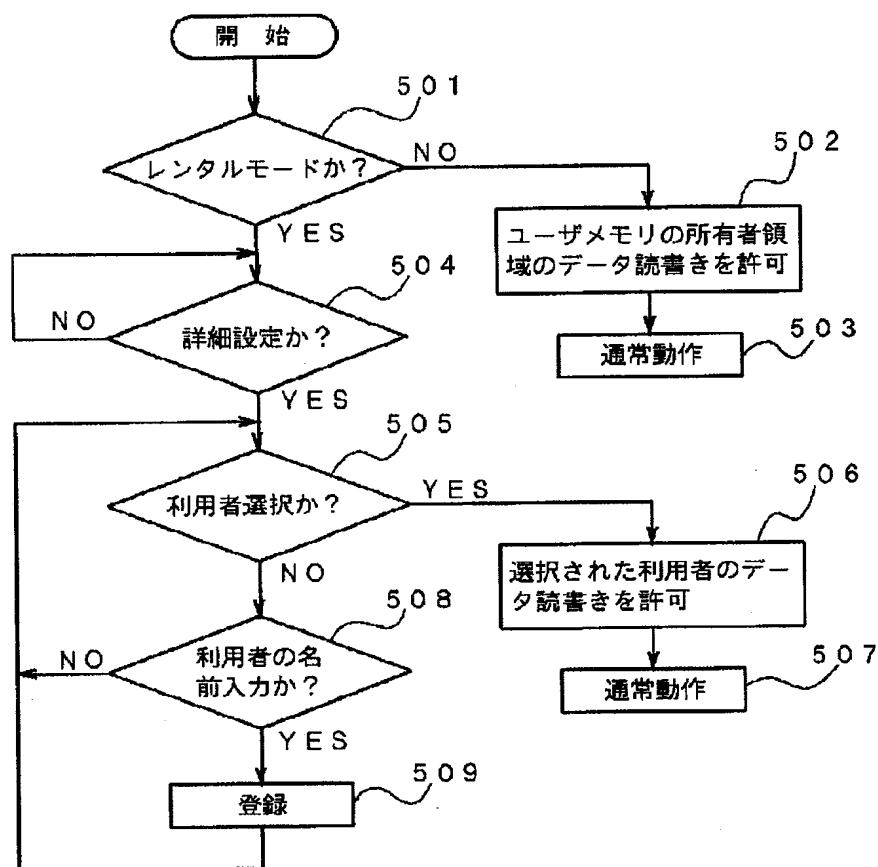 開 始
501
レンタルモードか?
NO
502
YES
ユーザメモリの所有者領
域のデータ読書きを許可
504
NO
詳細設定か?
503
通常動作
YES
505
利用者選択か?
YES
506
NO
選択された利用者のデー
タ読書きを許可
508
NO
利用者の名
前入力か?
507
通常動作
YES
509
登録